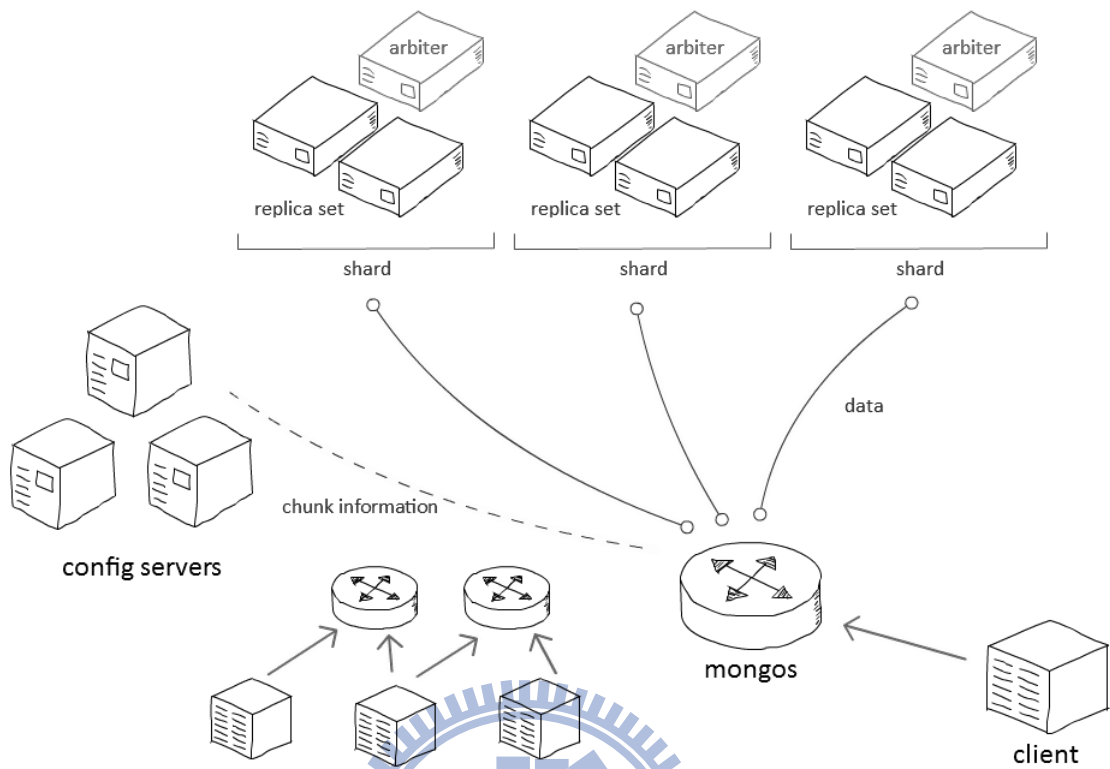 arbiter
arbiter
arbiter
replica set
replica set
replica set
shard
shard
shard
data
chunk information
config servers
mongos
client